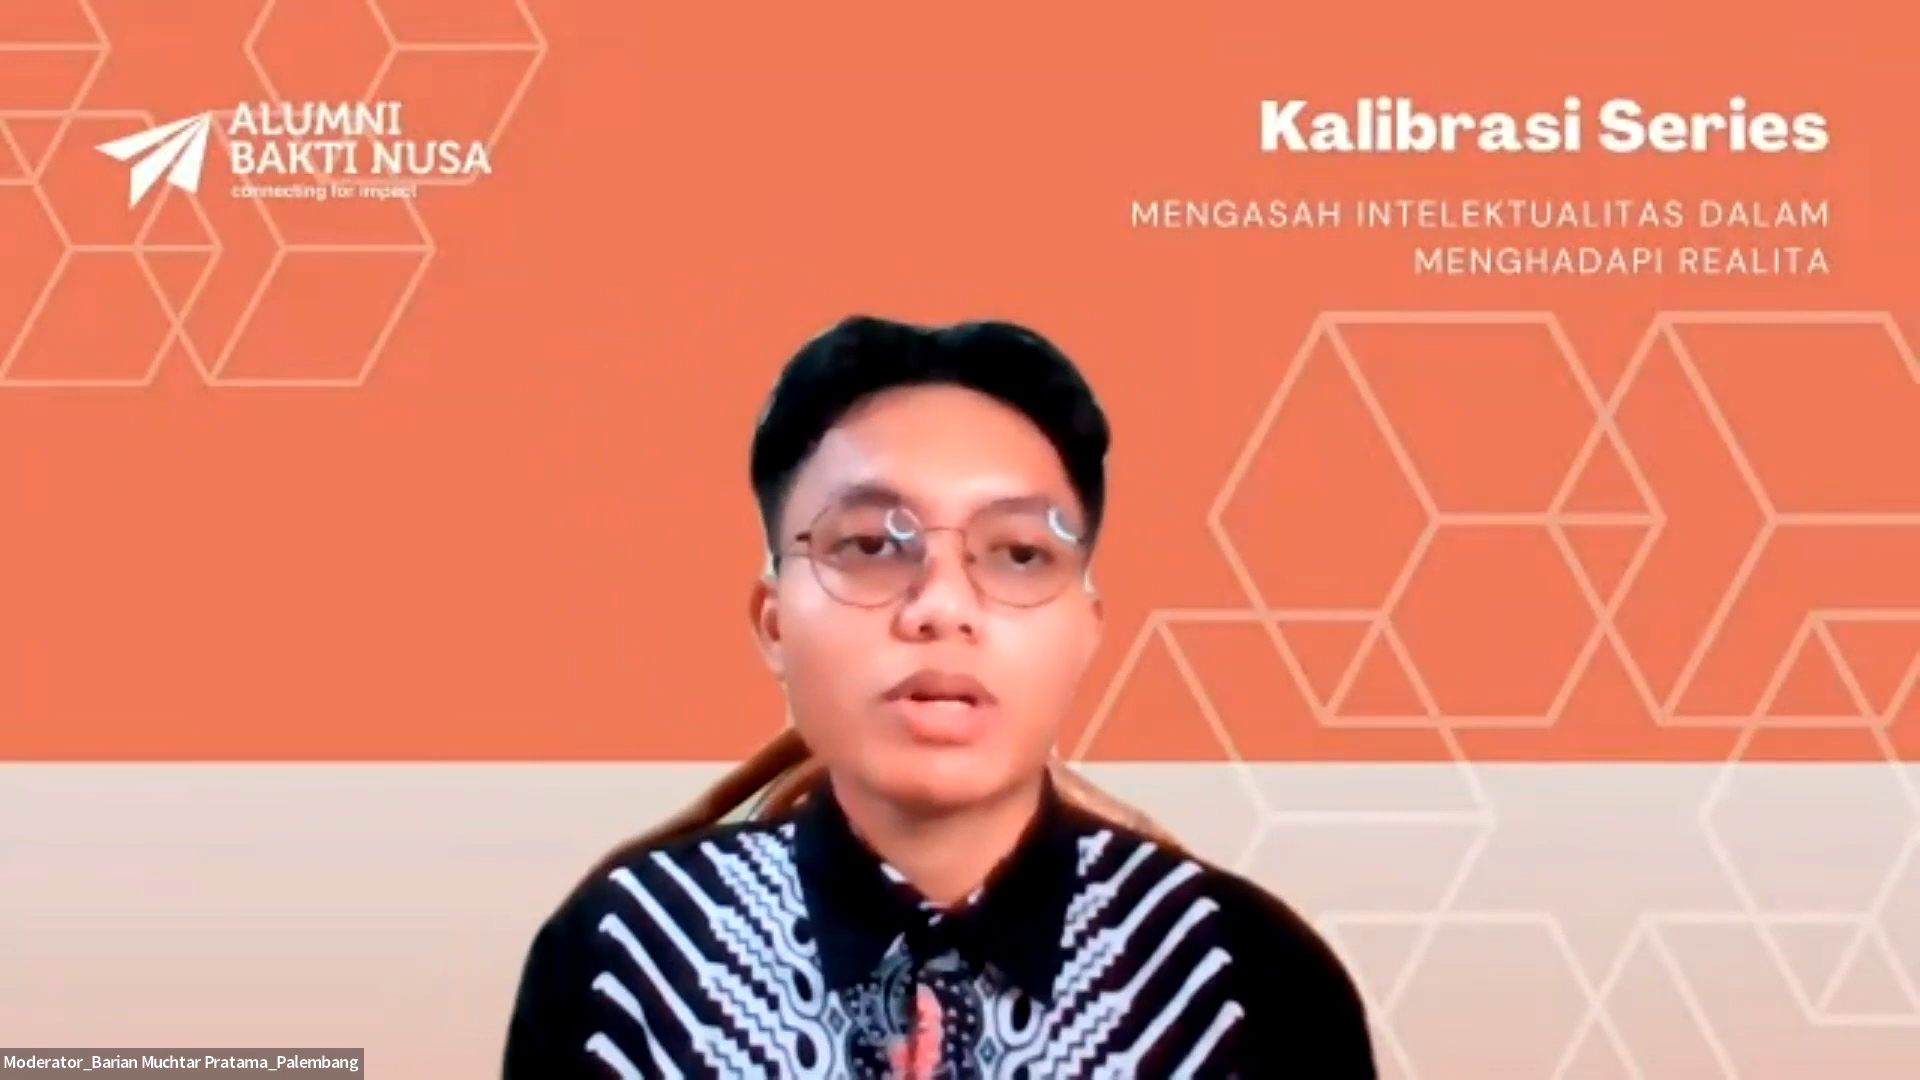 ALUMNI
BAKTI NUSA
connecting for impact
Kalibrasi Series
MENGASAH INTELEKTUALITAS DALAM
MENGHADAPI REALITA
Moderator_Barian Muchtar Pratama_Palembang